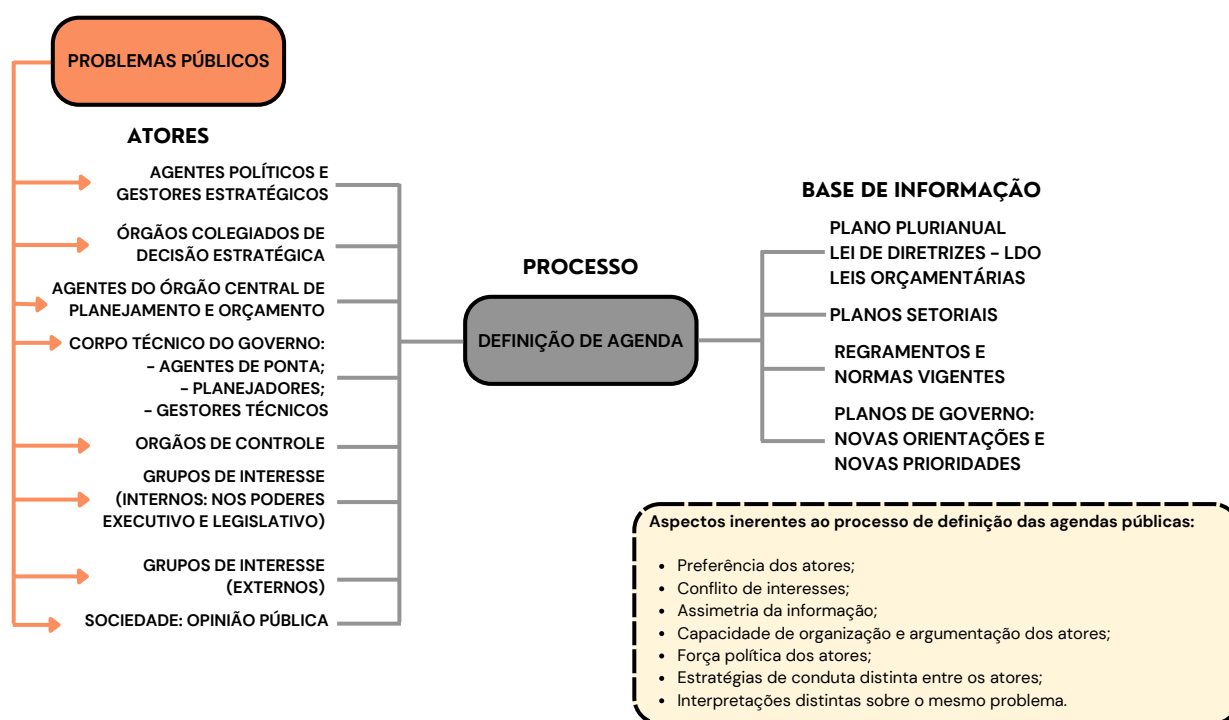 PROBLEMAS PÚBLICOS
ATORES
AGENTES POLÍTICOS E
GESTORES ESTRATÉGICOS
ÓRGÃOS COLEGIADOS DE
DECISÃO ESTRATÉGICA
AGENTES DO ÓRGÃO CENTRAL DE
PLANEJAMENTO E ORÇAMENTO
CORPO TÉCNICO DO GOVERNO:
- AGENTES DE PONTA;
- PLANEJADORES;
- GESTORES TÉCNICOS
ORGÃOS DE CONTROLE
GRUPOS DE INTERESSE
(INTERNOS: NOS PODERES
EXECUTIVO E LEGISLATIVO)
GRUPOS DE INTERESSE
(EXTERNOS)
SOCIEDADE: OPINIÃO PÚBLICA
PROCESSO
DEFINIÇÃO DE AGENDA
BASE DE INFORMAÇÃO
PLANO PLURIANUAL
LEI DE DIRETRIZES - LDO
LEIS ORÇAMENTÁRIAS
PLANOS SETORIAIS
REGRAMENTOS E
NORMAS VIGENTES
PLANOS DE GOVERNO:
NOVAS ORIENTAÇÕES E
NOVAS PRIORIDADES
Aspectos inerentes ao processo de definição das agendas públicas:
• Preferência dos atores;
• Conflito de interesses;
• Assimetria da informação;
• Capacidade de organização e argumentação dos atores;
• Força política dos atores;
• Estratégias de conduta distinta entre os atores;
• Interpretações distintas sobre o mesmo problema.